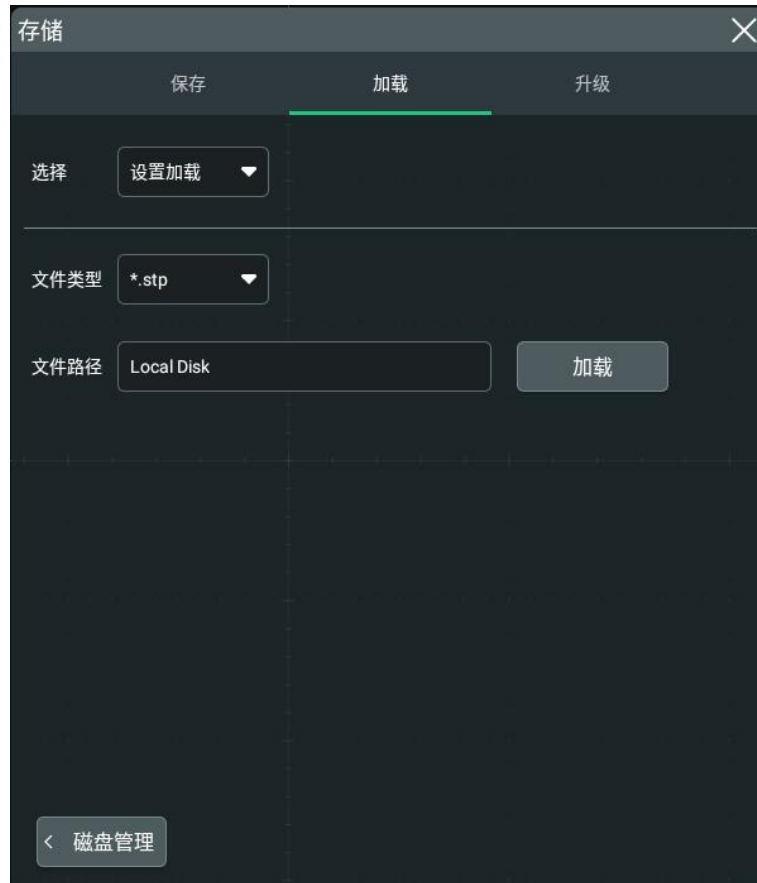 存储
保存 加载 升级
选择 设置加载
文件类型 *.stp
文件路径 Local Disk 加载
< 磁盘管理